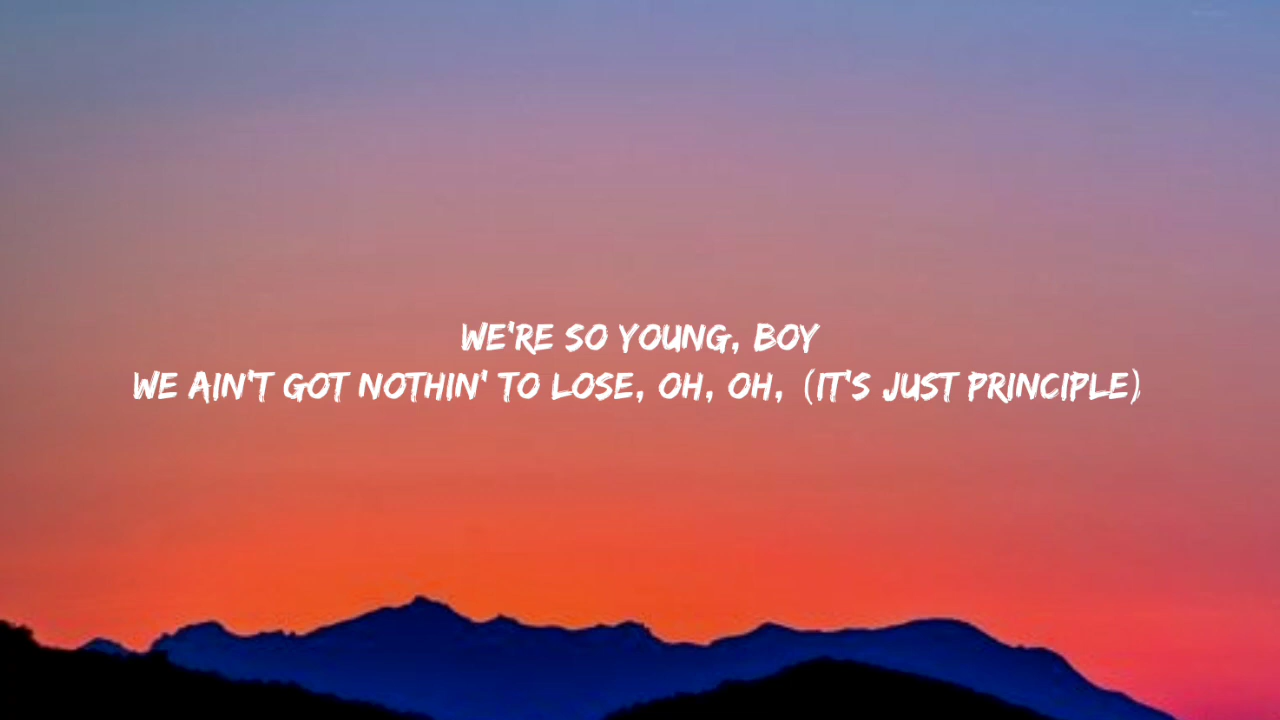 WE'RE SO YOUNG, BOY
WE AIN'T GOT NOTHIN' TO LOSE, OH, OH, (IT'S JUST PRINCIPLE)